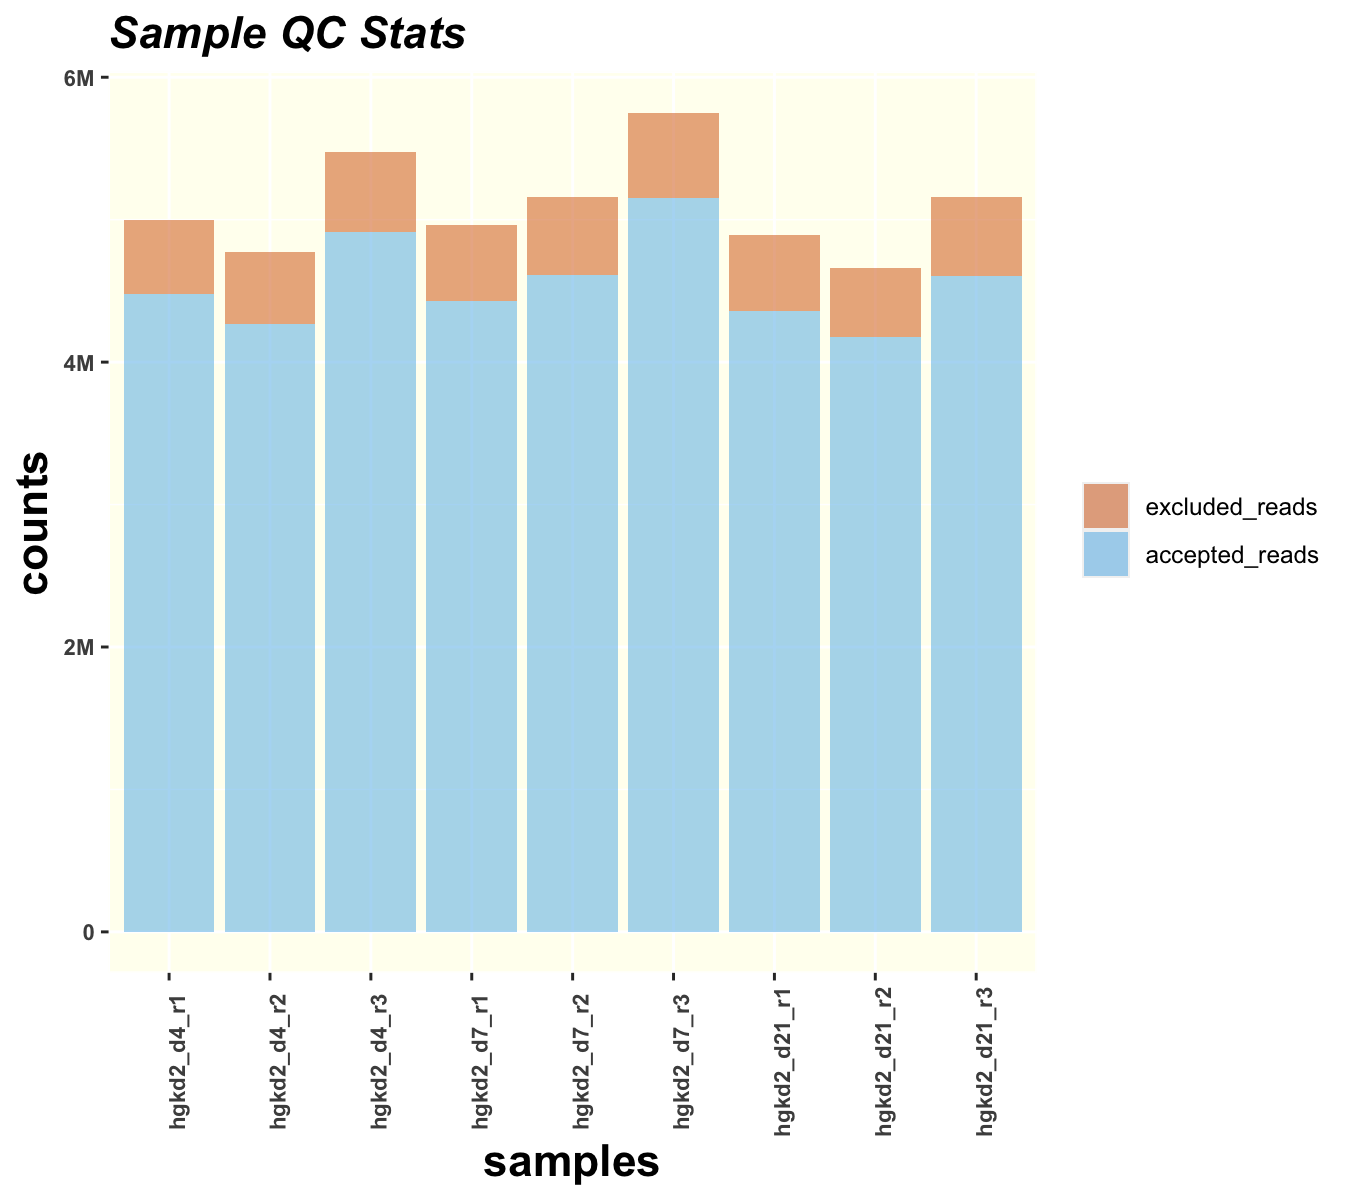 Sample QC Stats
6M
4M
2M
0
counts
hgkd2_d4_r1
hgkd2_d4_r2
hgkd2_d4_r3
hgkd2_d7_r1
hgkd2_d7_r2
hgkd2_d7_r3
hgkd2_d21_r1
hgkd2_d21_r2
hgkd2_d21_r3
samples
excluded_reads
accepted_reads